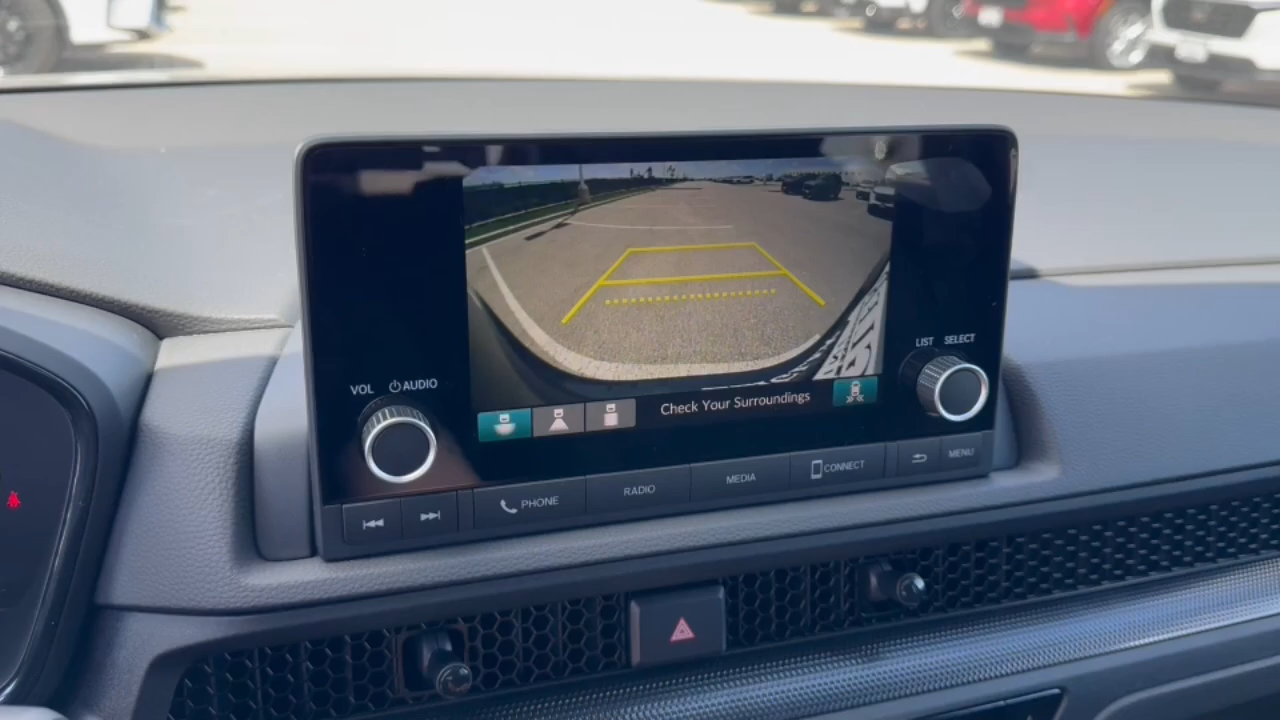 LIST SELECT
VOL AUDIO
Check Your Surroundings
PHONE
RADIO
MEDIA
CONNECT
MENU